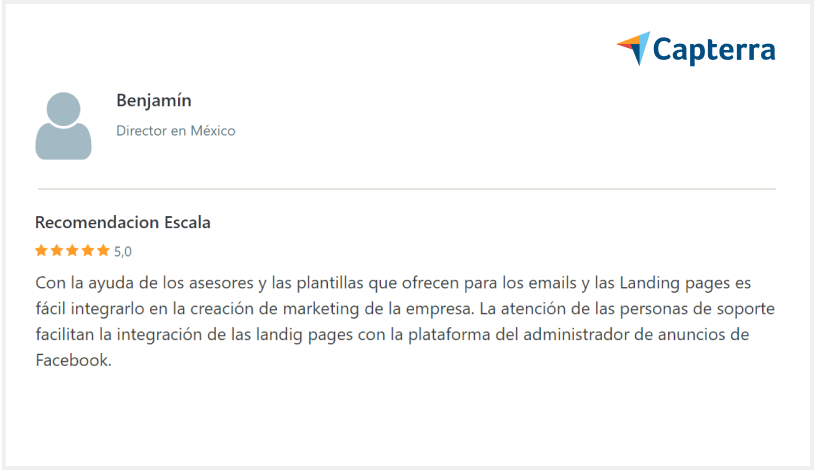 Capterra
Benjamín
Director en México
Recomendacion Escala
5,0
Con la ayuda de los asesores y las plantillas que ofrecen para los emails y las Landing pages es
fácil integrarlo en la creación de marketing de la empresa. La atención de las personas de soporte
facilitan la integración de las landig pages con la plataforma del administrador de anuncios de
Facebook.